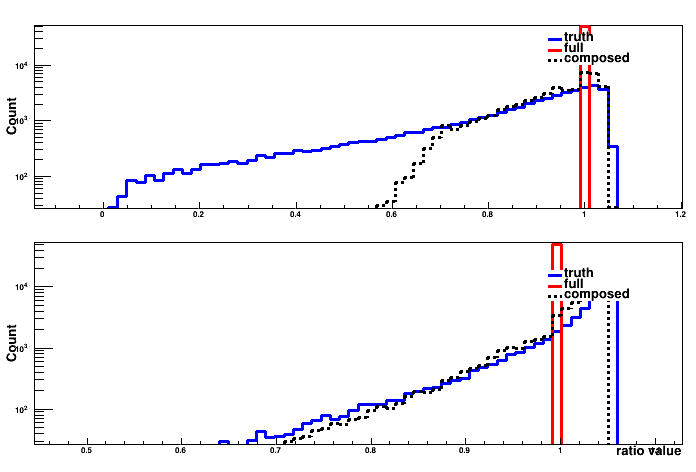 truth
full
composed
10⁴
10³
10²
Count
0 0.2 0.4 0.6 0.8 1 1.2
truth
full
composed
10⁴
10³
10²
Count
0.5 0.6 0.7 0.8 0.9 1
ratio value